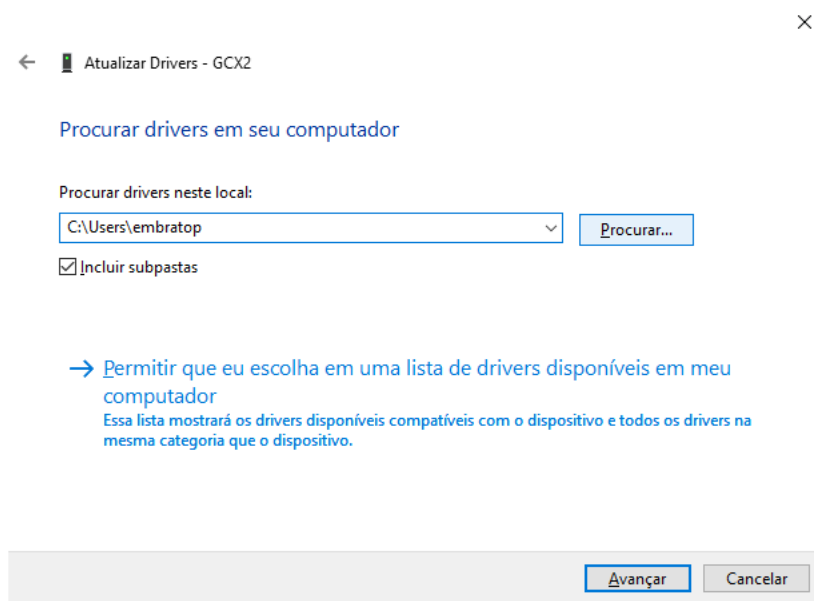 Atualizar Drivers - GCX2
Procurar drivers em seu computador
Procurar drivers neste local:
C:\Users\embratop
Procurar...
Incluir subpastas
Permitir que eu escolha em uma lista de drivers disponíveis em meu
computador
Essa lista mostrará os drivers disponíveis compatíveis com o dispositivo e todos os drivers na
mesma categoria que o dispositivo.
Avançar
Cancelar